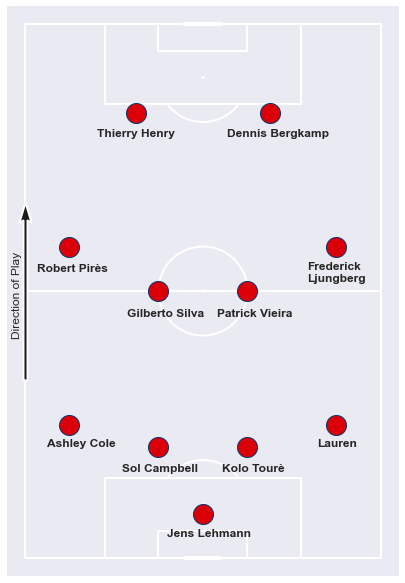 Thierry Henry
Dennis Bergkamp
Robert Pirès
Frederick
Ljungberg
Direction of Play
Gilberto Silva
Patrick Vieira
Ashley Cole
Lauren
Sol Campbell
Kolo Tourè
Jens Lehmann